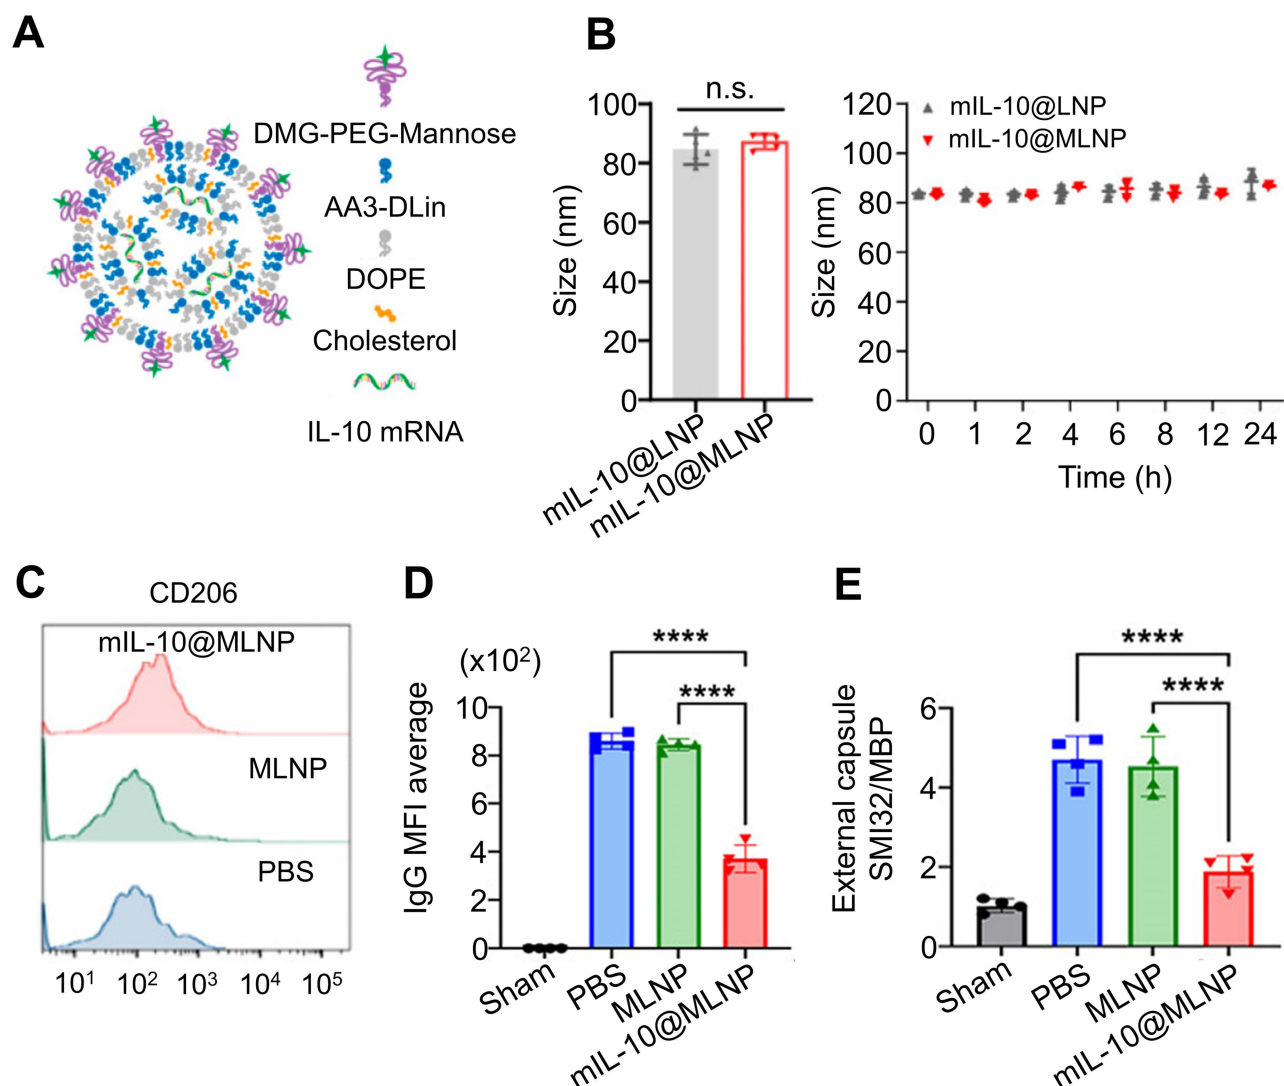 A
DMG-PEG-Mannose
AA3-DLin
DOPE
Cholesterol
IL-10 mRNA
B
n.s.
100
80
60
40
20
0
Size (nm)
mIL-10@LNP
mIL-10@MLNP
mIL-10@LNP
mIL-10@MLNP
120
100
80
60
40
20
0
Size (nm)
0 1 2 4 6 8 12 24
Time (h)
C
CD206
mIL-10@MLNP
MLNP
PBS
10¹ 10² 10³ 10⁴ 10⁵
D
(x10²)
****
****
10
8
6
4
2
0
IgG MFI average
Sham
PBS
MLNP
mIL-10@MLNP
E
****
****
6
4
2
0
External capsule
SMI32/MBP
Sham
PBS
MLNP
mIL-10@MLNP